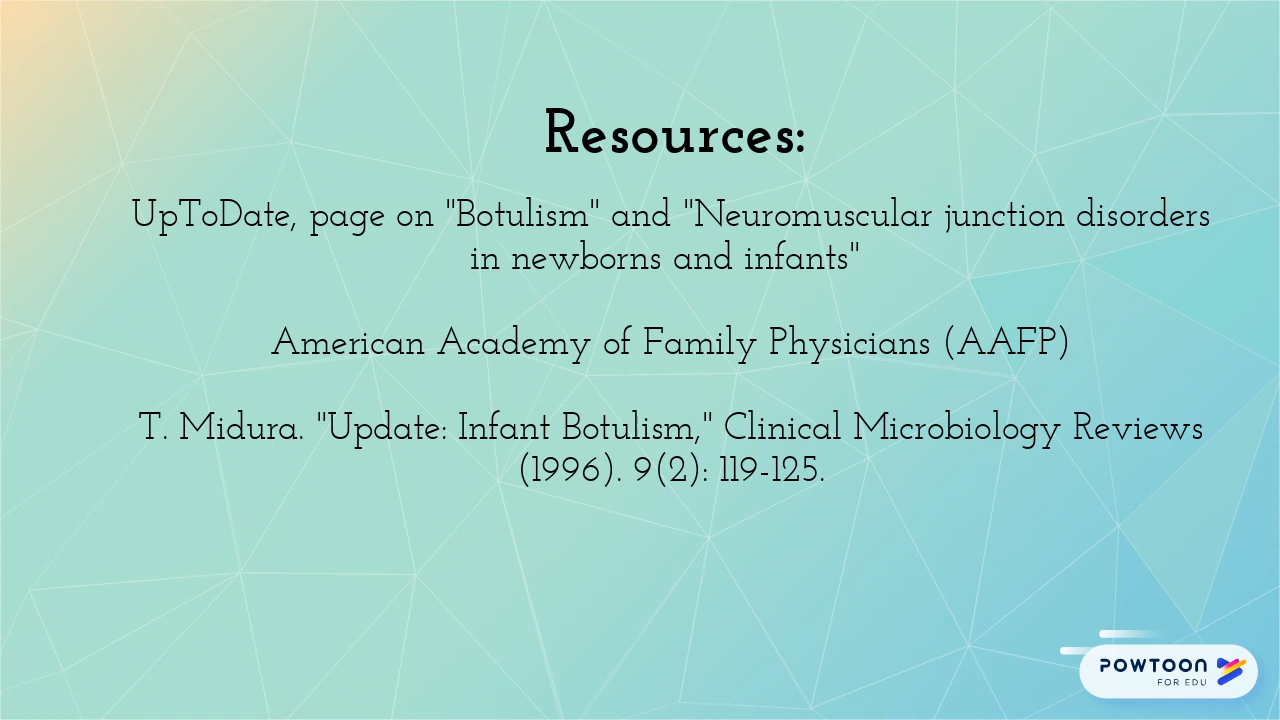 Resources:
UpToDate, page on "Botulism" and "Neuromuscular junction disorders
in newborns and infants"
American Academy of Family Physicians (AAFP)
T. Midura. "Update: Infant Botulism," Clinical Microbiology Reviews
(1996). 9(2): 119-125.
POWTOON
FOR EDU